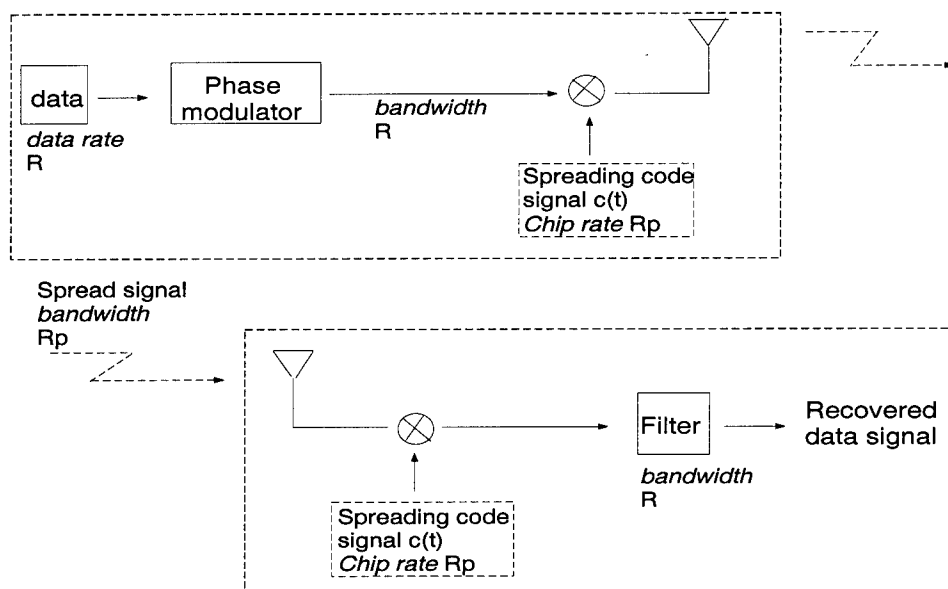 data
data rate
R
Phase
modulator
bandwidth
R
Spreading code
signal c(t)
Chip rate Rp
Spread signal
bandwidth
Rp
Spreading code
signal c(t)
Chip rate Rp
Filter
bandwidth
R
Recovered
data signal